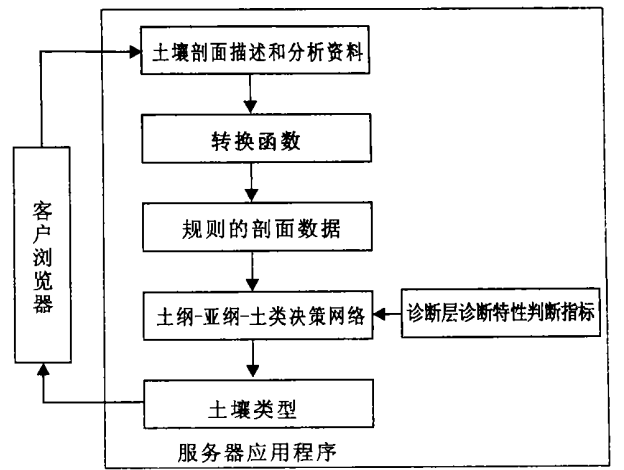 土壤剖面描述和分析资料
转换函数
客户浏览器
规则的剖面数据
土纲-亚纲-土类决策网络
诊断层诊断特性判断指标
土壤类型
服务器应用程序